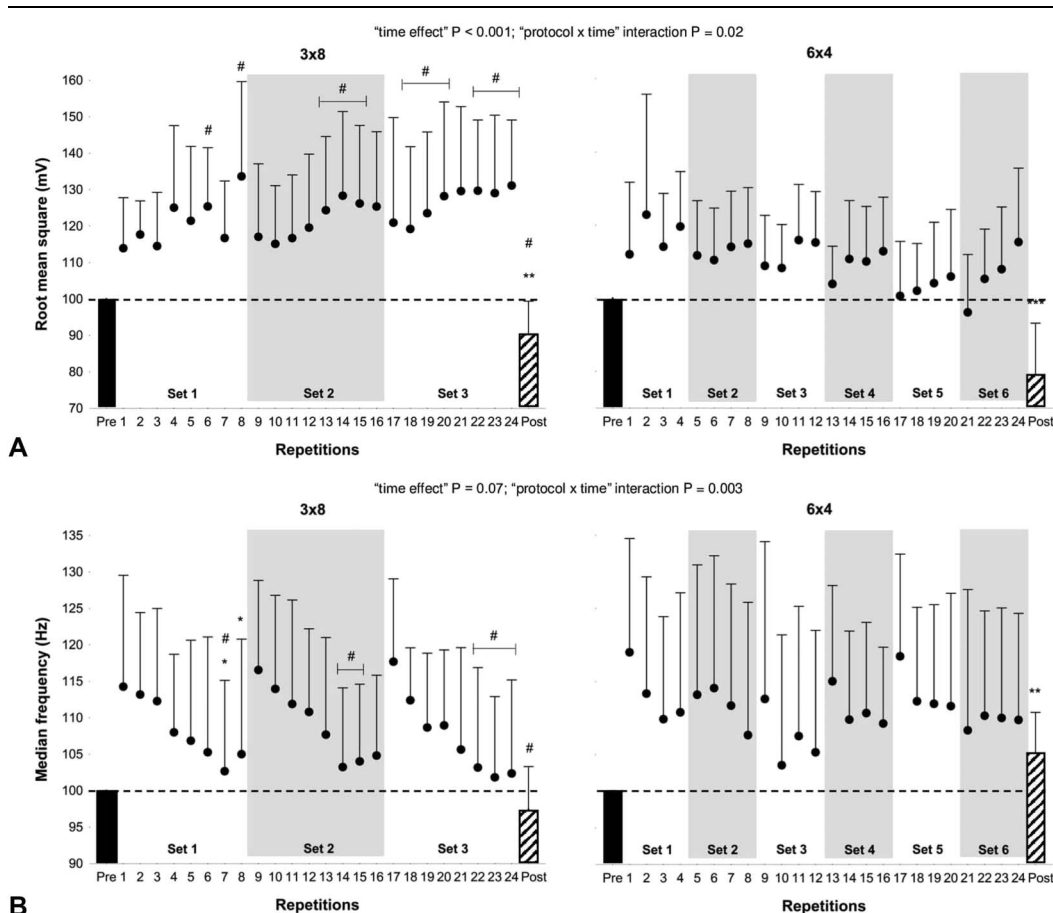 "time effect" P < 0.001; "protocol x time" interaction P = 0.02
3x8
6x4
Root mean square (mV)
160
150
140
130
120
110
100
90
80
70
#
#
#
#
#
#
**
***
Set 1
Set 2
Set 3
Set 1
Set 2
Set 3
Set 4
Set 5
Set 6
Pre 1 2 3 4 5 6 7 8 9 10 11 12 13 14 15 16 17 18 19 20 21 22 23 24 Post
Pre 1 2 3 4 5 6 7 8 9 10 11 12 13 14 15 16 17 18 19 20 21 22 23 24 Post
A
Repetitions
Repetitions
"time effect" P = 0.07; "protocol x time" interaction P = 0.003
3x8
6x4
Median frequency (Hz)
135
130
125
120
115
110
105
100
95
90
*
#
*
#
#
#
**
Set 1
Set 2
Set 3
Set 1
Set 2
Set 3
Set 4
Set 5
Set 6
Pre 1 2 3 4 5 6 7 8 9 10 11 12 13 14 15 16 17 18 19 20 21 22 23 24 Post
Pre 1 2 3 4 5 6 7 8 9 10 11 12 13 14 15 16 17 18 19 20 21 22 23 24 Post
B
Repetitions
Repetitions